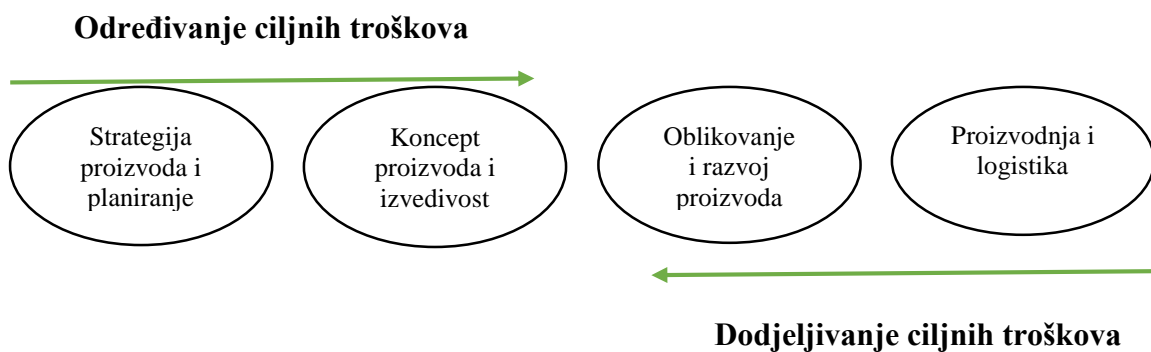 Određivanje ciljnih troškova
Strategija
proizvoda i
planiranje
Koncept
proizvoda i
izvedivost
Oblikovanje
i razvoj
proizvoda
Proizvodnja i
logistika
Dodjeljivanje ciljnih troškova